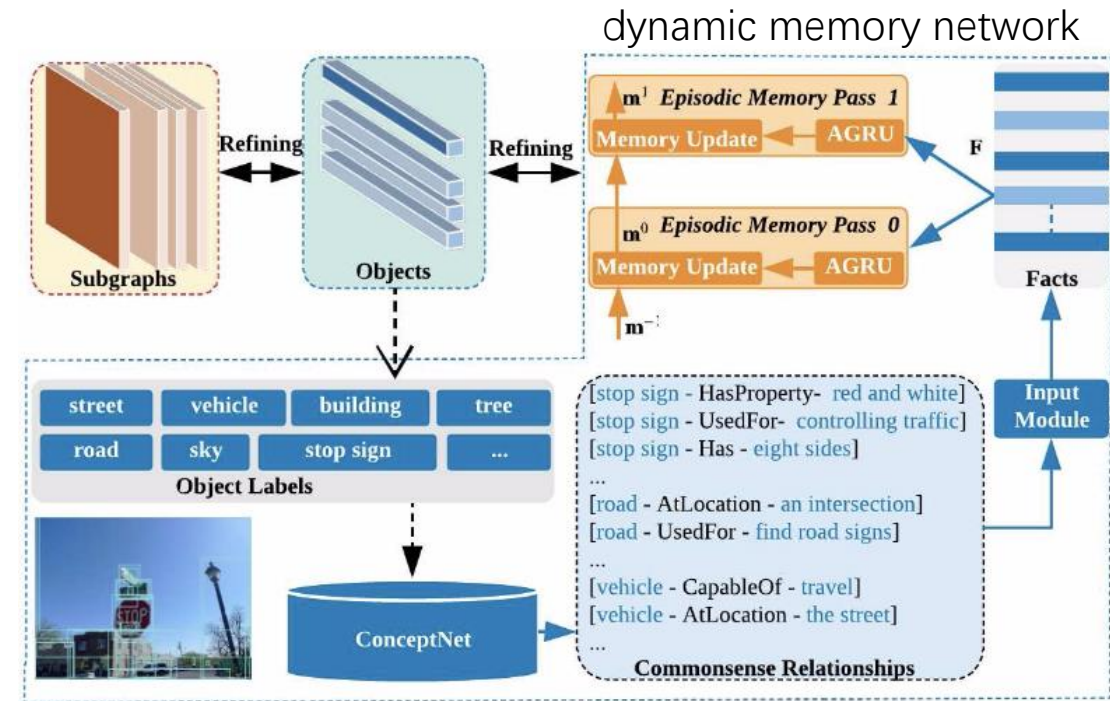 dynamic memory network
Subgraphs
Refining
Objects
Refining
m¹ Episodic Memory Pass 1
Memory Update
AGRU
m⁰ Episodic Memory Pass 0
Memory Update
AGRU
m⁻¹
F
Facts
Input
Module
street vehicle building tree
road sky stop sign ...
Object Labels
STOP
ConceptNet
[stop sign - HasProperty- red and white]
[stop sign - UsedFor- controlling traffic]
[stop sign - Has - eight sides]
...
[road - AtLocation - an intersection]
[road - UsedFor - find road signs]
...
[vehicle - CapableOf - travel]
[vehicle - AtLocation - the street]
...
Commonsense Relationships